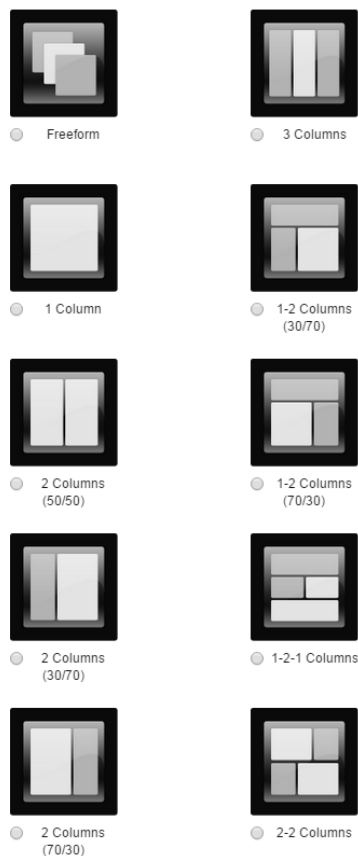 Freeform
3 Columns
1 Column
1-2 Columns
(30/70)
2 Columns
(50/50)
1-2 Columns
(70/30)
2 Columns
(30/70)
1-2-1 Columns
2 Columns
(70/30)
2-2 Columns